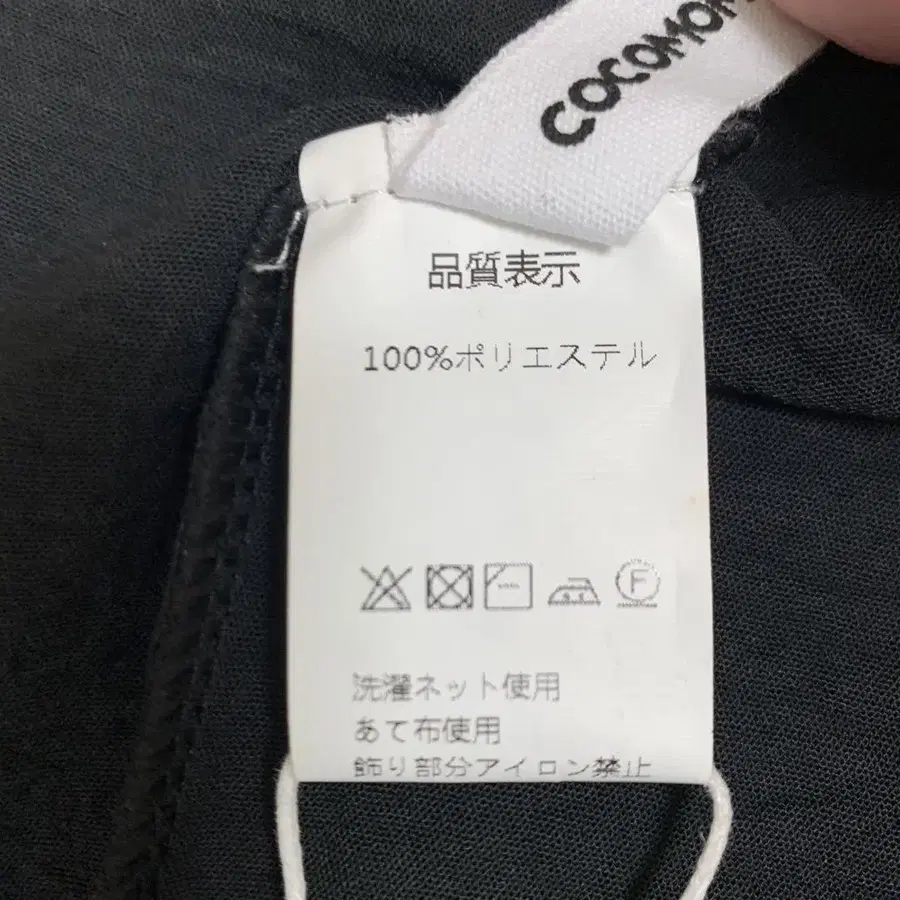 COCOMO
品質表示
100%ポリエステル
F
洗濯ネット使用
あて布使用
飾り部分アイロン禁止